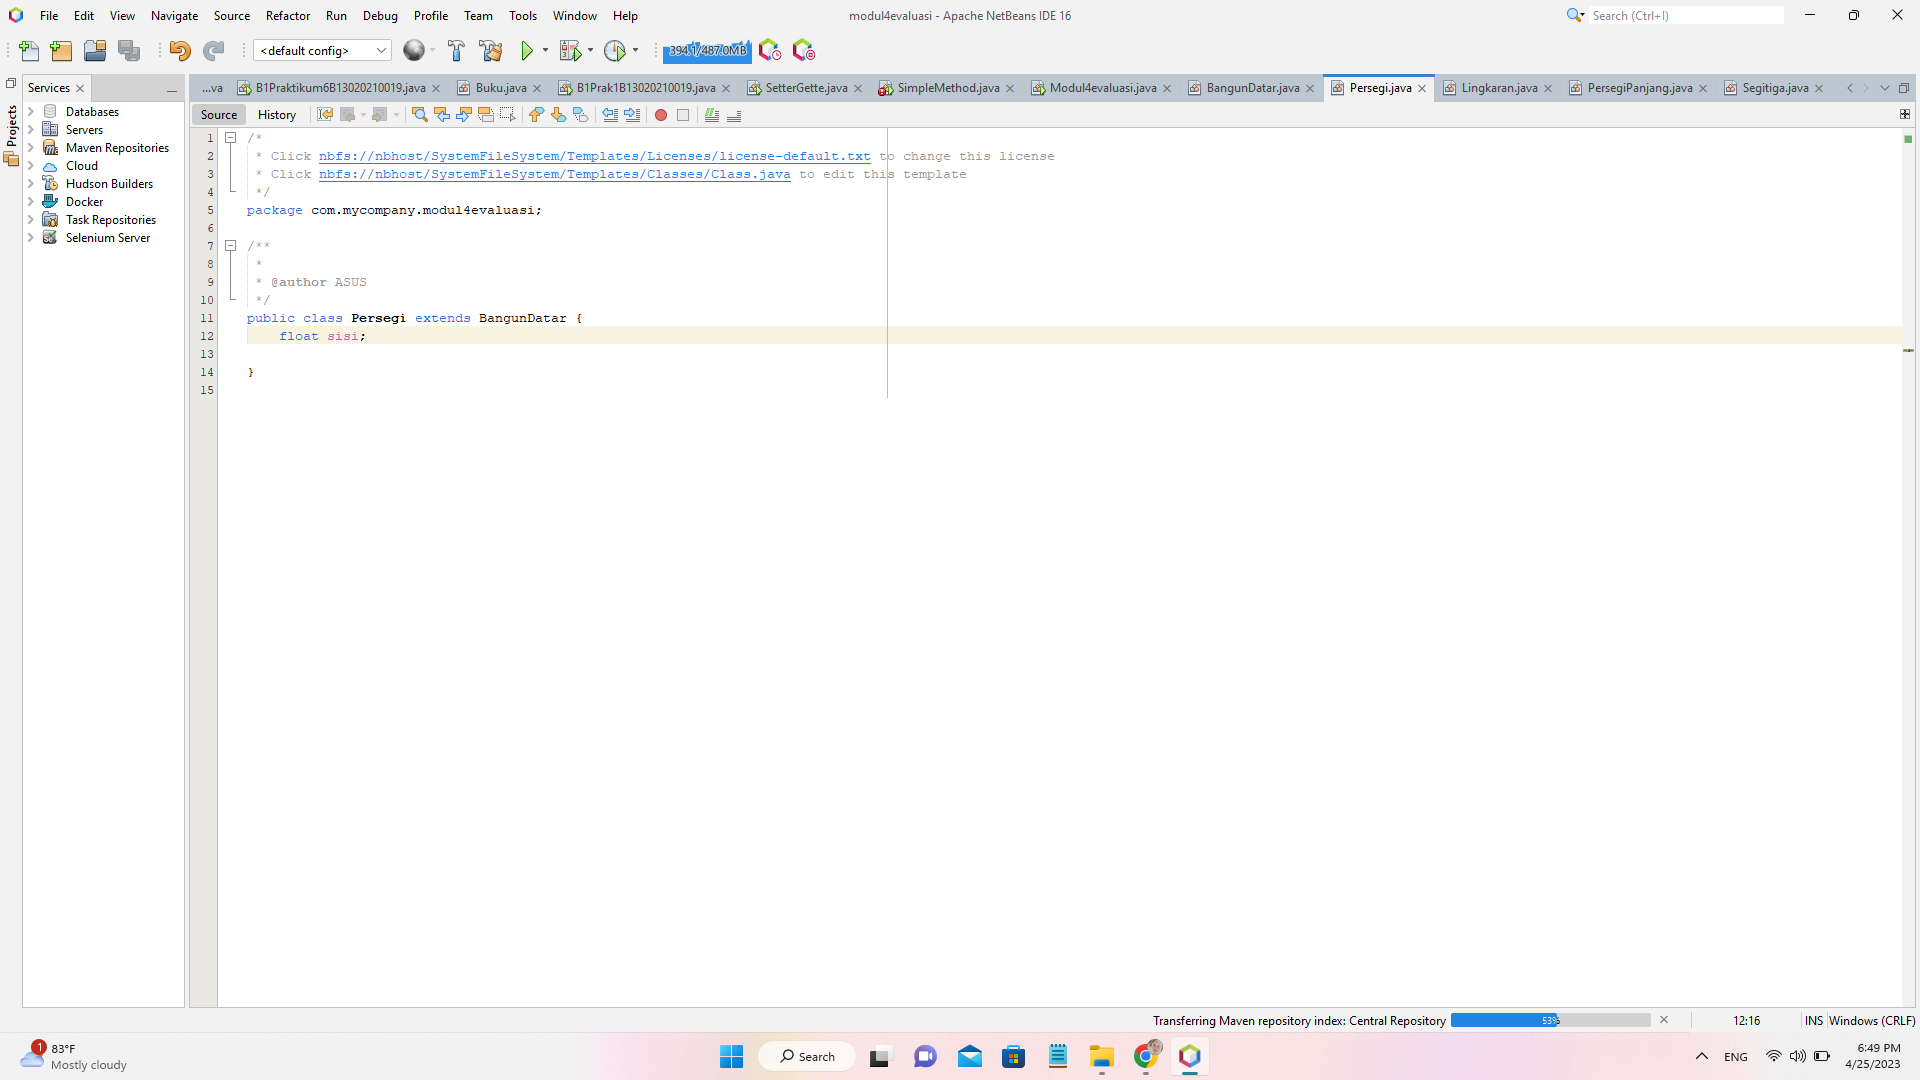 File Edit View Navigate Source Refactor Run Debug Profile Team Tools Window Help
modul4evaluasi - Apache NetBeans IDE 16
Search (Ctrl+I)
<default config>
394.1/487.0MB
Projects
Services
...va
B1Praktikum6B13020210019.java
Buku.java
B1Prak1B13020210019.java
SetterGette.java
SimpleMethod.java
Modul4evaluasi.java
BangunDatar.java
Persegi.java
Lingkaran.java
PersegiPanjang.java
Segitiga.java
Source History
Databases
Servers
Maven Repositories
Cloud
Hudson Builders
Docker
Task Repositories
Selenium Server
1 /*
2 * Click nbfs://nbhost/SystemFileSystem/Templates/Licenses/license-default.txt to change this license
3 * Click nbfs://nbhost/SystemFileSystem/Templates/Classes/Class.java to edit this template
4 */
5 package com.mycompany.modul4evaluasi;
6
7 /**
8 *
9 * @author ASUS
10 */
11 public class Persegi extends BangunDatar {
12 float sisi;
13
14 }
15
Transferring Maven repository index: Central Repository 53% 12:16 INS Windows (CRLF)
1
83°F
Mostly cloudy
Search
ENG
6:49 PM
4/25/2023